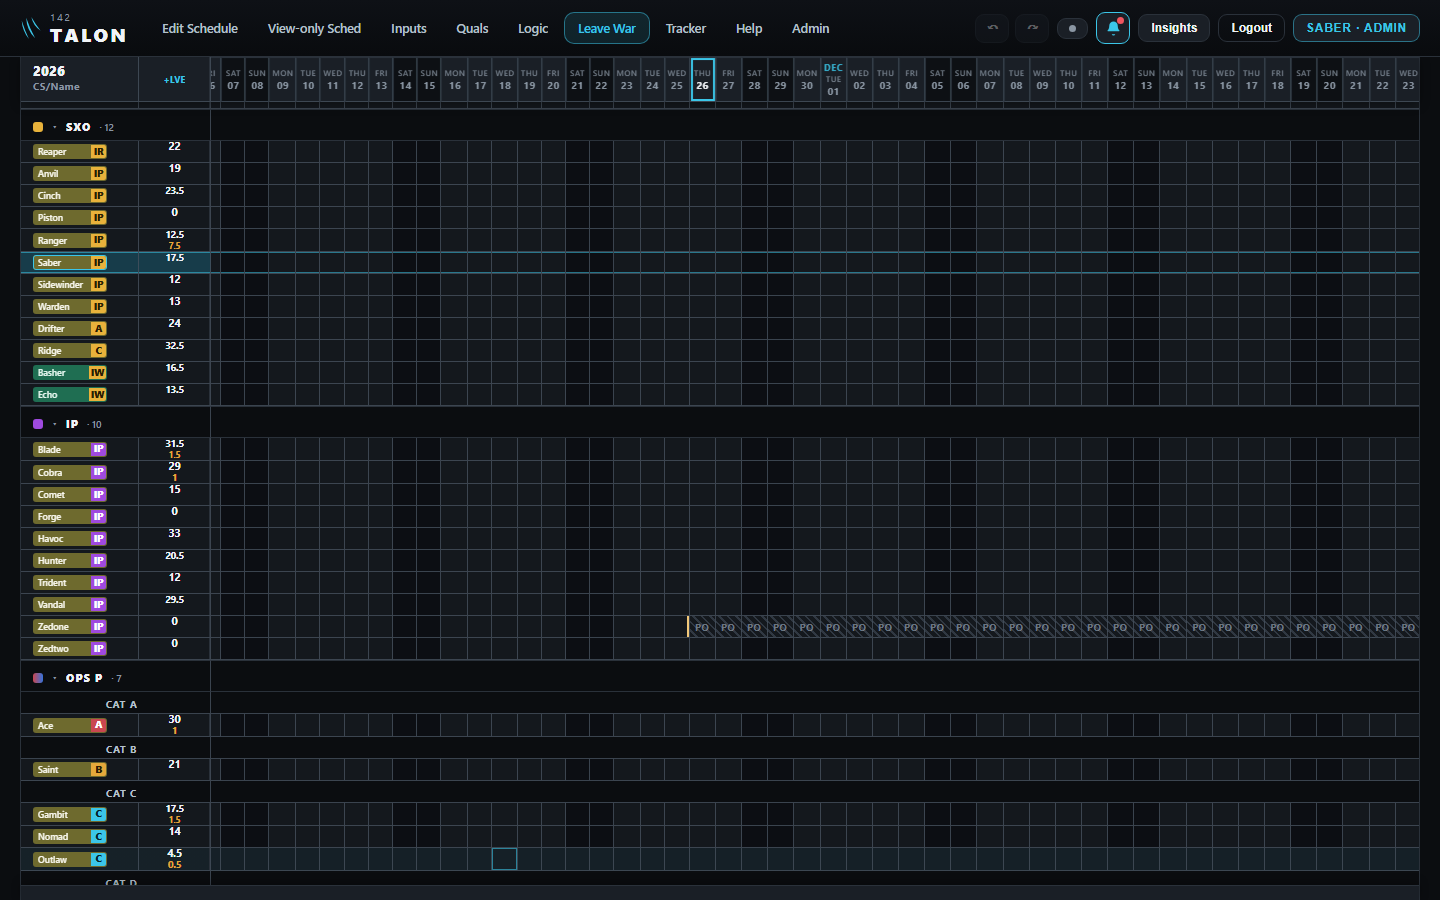 142
TALON
Edit Schedule
View-only Sched
Inputs
Quals
Logic
Leave War
Tracker
Help
Admin
Insights
Logout
SABER · ADMIN
2026
CS/Name
+LVE
SAT 07
SUN 08
MON 09
TUE 10
WED 11
THU 12
FRI 13
SAT 14
SUN 15
MON 16
TUE 17
WED 18
THU 19
FRI 20
SAT 21
SUN 22
MON 23
TUE 24
WED 25
THU 26
FRI 27
SAT 28
SUN 29
MON 30
DEC TUE 01
WED 02
THU 03
FRI 04
SAT 05
SUN 06
MON 07
TUE 08
WED 09
THU 10
FRI 11
SAT 12
SUN 13
MON 14
TUE 15
WED 16
THU 17
FRI 18
SAT 19
SUN 20
MON 21
TUE 22
WED 23
· SXO · 12
Reaper IR 22
Anvil IP 19
Cinch IP 23.5
Piston IP 0
Ranger IP 12.5
7.5
Saber IP 17.5
Sidewinder IP 12
Warden IP 13
Drifter A 24
Ridge C 32.5
Basher IW 16.5
Echo IW 13.5
· IP · 10
Blade IP 31.5
1.5
Cobra IP 29
1
Comet IP 15
Forge IP 0
Havoc IP 33
Hunter IP 20.5
Trident IP 12
Vandal IP 29.5
Zedone IP 0 PO PO PO PO PO PO PO PO PO PO PO PO PO PO PO PO PO PO PO PO PO PO PO PO PO PO PO PO
Zedtwo IP 0
· OPS P · 7
CAT A
Ace A 30
1
CAT B
Saint B 21
CAT C
Gambit C 17.5
1.5
Nomad C 14
Outlaw C 4.5
0.5
CAT D